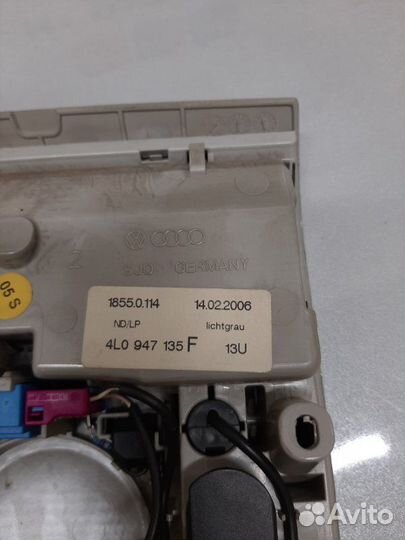 2
GERMANY
05 S
1855.0.114 14.02.2006
ND/LP lichtgrau
4L0 947 135 F 13U
Avito